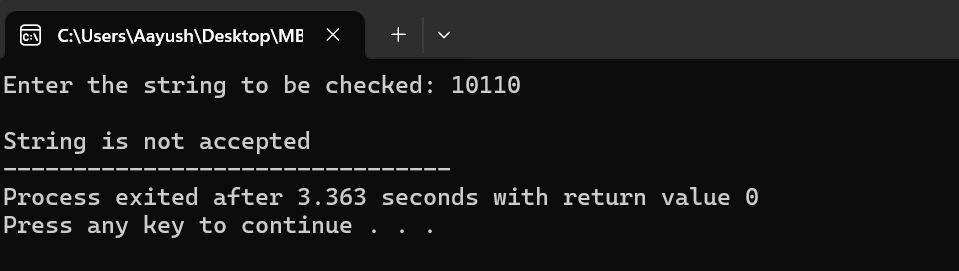 C:\Users\Aayush\Desktop\ME
Enter the string to be checked: 10110
String is not accepted
--------------------------------
Process exited after 3.363 seconds with return value 0
Press any key to continue . . .